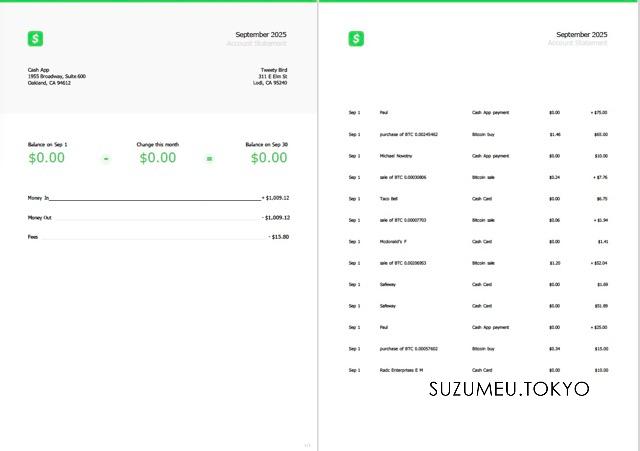 September 2025
Account Statement
Cash App
1955 Broadway, Suite 600
Oakland, CA 94612
Tweety Bird
311 E Elm St
Lodi, CA 95240
Balance on Sep 1
$0.00
-
Change this month
$0.00
=
Balance on Sep 30
$0.00
Money In + $1,009.12
Money Out - $1,009.12
Fees - $15.80
September 2025
Account Statement
Sep 1 Paul Cash App payment $0.00 + $75.00
Sep 1 purchase of BTC 0.00245462 Bitcoin buy $1.46 $65.00
Sep 1 Michael Novotny Cash App payment $0.00 $10.00
Sep 1 sale of BTC 0.00030806 Bitcoin sale $0.24 + $7.76
Sep 1 Taco Bell Cash Card $0.00 $6.75
Sep 1 sale of BTC 0.00007703 Bitcoin sale $0.06 + $1.94
Sep 1 Mcdonald's F Cash Card $0.00 $1.41
Sep 1 sale of BTC 0.00206953 Bitcoin sale $1.20 + $52.04
Sep 1 Safeway Cash Card $0.00 $1.69
Sep 1 Safeway Cash Card $0.00 $51.89
Sep 1 Paul Cash App payment $0.00 + $25.00
Sep 1 purchase of BTC 0.00057602 Bitcoin buy $0.34 $15.00
Sep 1 Radc Enterprises E M Cash Card $0.00 $10.00
SUZUMEU.TOKYO